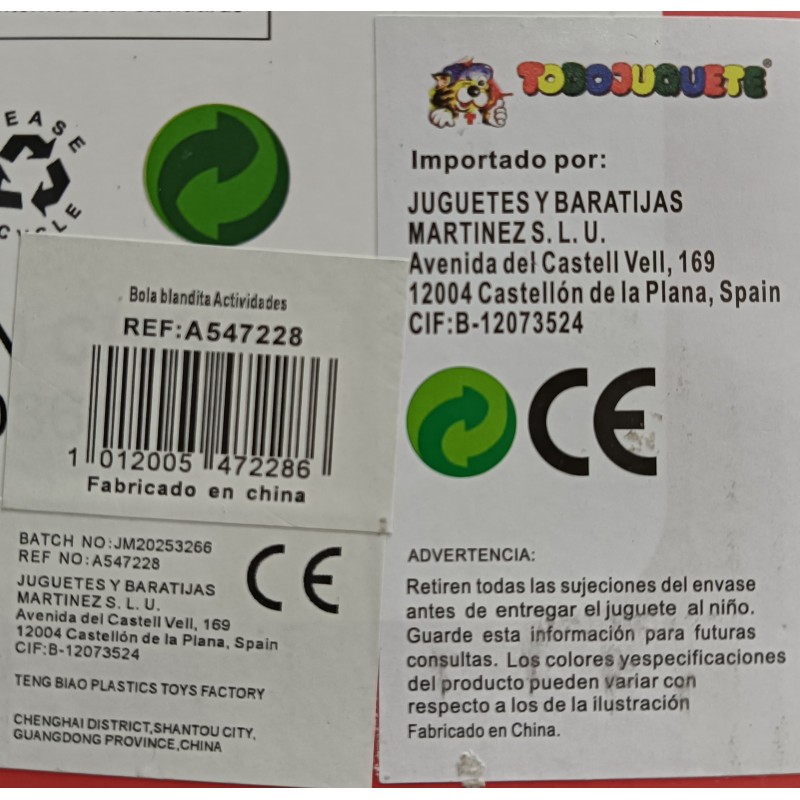 EASE
CYCLE
Bola blandita Actividades
REF:A547228
1 012005 472286
Fabricado en china
BATCH NO:JM20253266
REF NO:A547228
JUGUETES Y BARATIJAS
MARTINEZ S. L. U.
Avenida del Castell Vell, 169
12004 Castellón de la Plana, Spain
CIF:B-12073524
CE
TENG BIAO PLASTICS TOYS FACTORY
CHENGHAI DISTRICT,SHANTOU CITY,
GUANGDONG PROVINCE,CHINA
TODOJUGUETE®
Importado por:
JUGUETES Y BARATIJAS
MARTINEZ S. L. U.
Avenida del Castell Vell, 169
12004 Castellón de la Plana, Spain
CIF:B-12073524
CE
ADVERTENCIA:
Retiren todas las sujeciones del envase
antes de entregar el juguete al niño.
Guarde esta información para futuras
consultas. Los colores yespecificaciones
del producto pueden variar con
respecto a los de la ilustración
Fabricado en China.